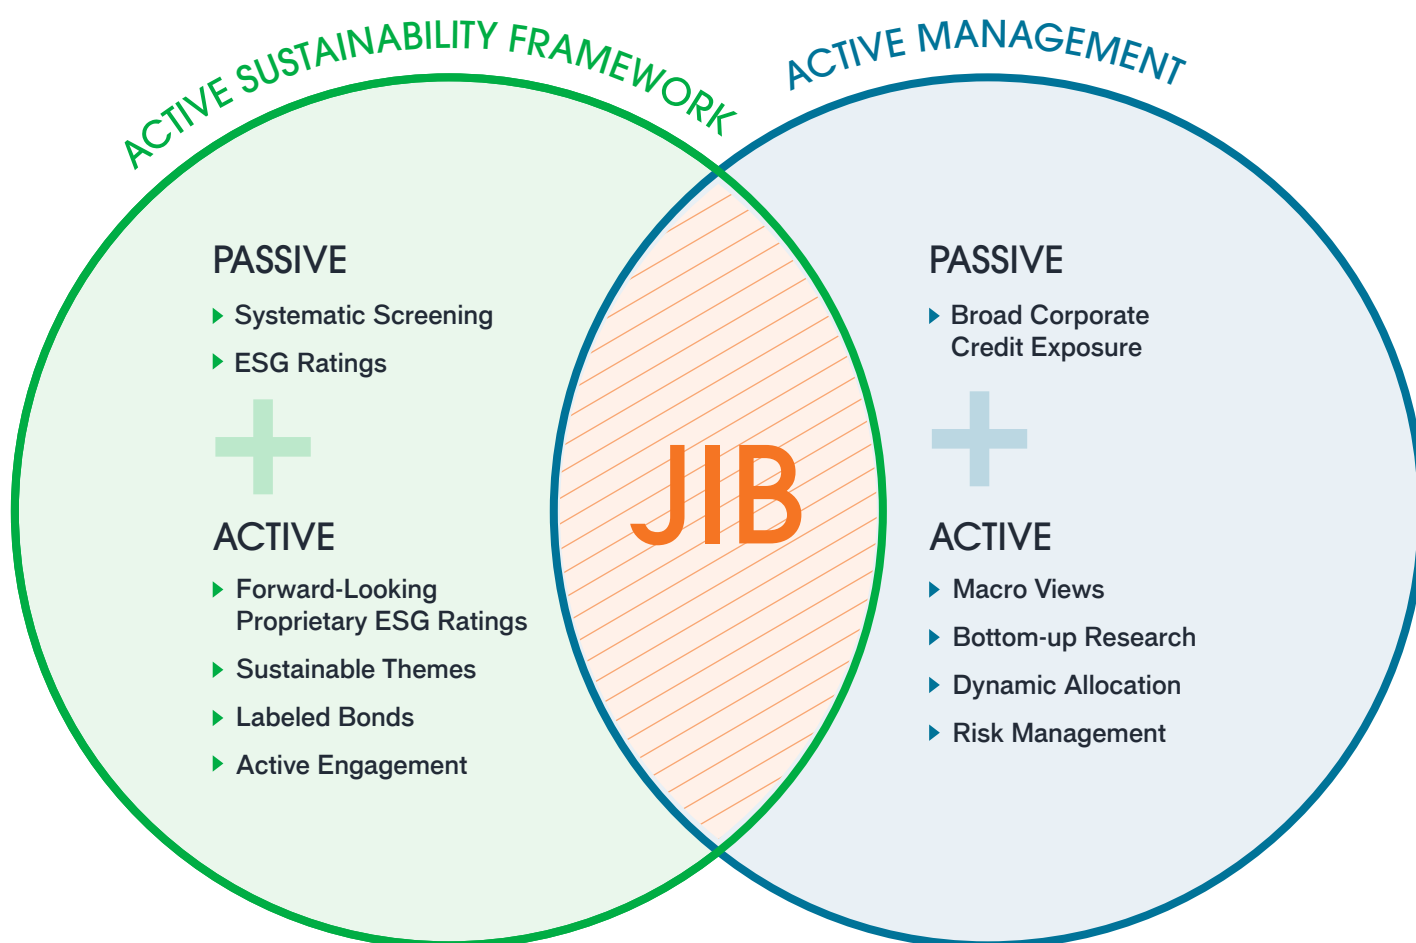 ACTIVE SUSTAINABILITY FRAMEWORK
PASSIVE
Systematic Screening
ESG Ratings
ACTIVE
Forward-Looking
Proprietary ESG Ratings
Sustainable Themes
Labeled Bonds
Active Engagement
JIB
ACTIVE MANAGEMENT
PASSIVE
Broad Corporate
Credit Exposure
ACTIVE
Macro Views
Bottom-up Research
Dynamic Allocation
Risk Management